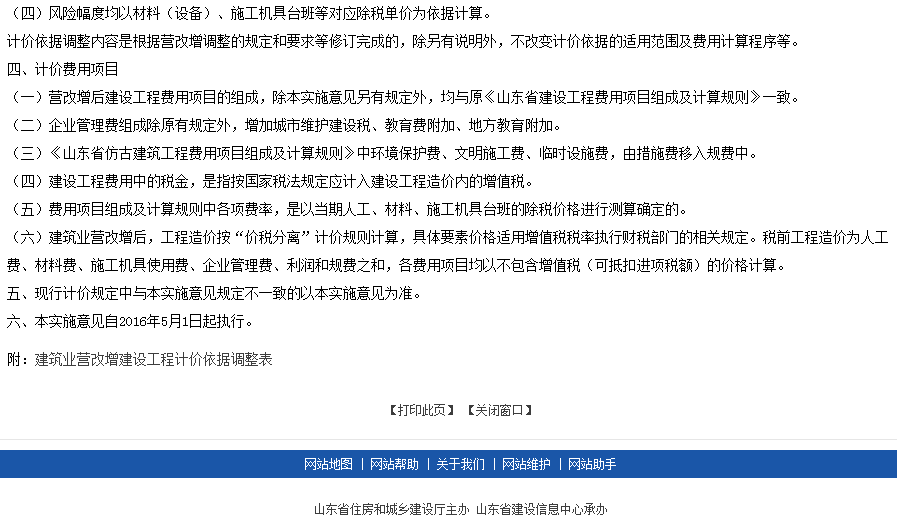 （四）风险幅度均以材料（设备）、施工机具台班等对应除税单价为依据计算。
计价依据调整内容是根据营改增调整的规定和要求等修订完成的，除另有说明外，不改变计价依据的适用范围及费用计算程序等。
四、计价费用项目
（一）营改增后建设工程费用项目的组成，除本实施意见另有规定外，均与原《山东省建设工程费用项目组成及计算规则》一致。
（二）企业管理费组成除原有规定外，增加城市维护建设税、教育费附加、地方教育附加。
（三）《山东省仿古建筑工程费用项目组成及计算规则》中环境保护费、文明施工费、临时设施费，由措施费移入规费中。
（四）建设工程费用中的税金，是指按国家税法规定应计入建设工程造价内的增值税。
（五）费用项目组成及计算规则中各项费率，是以当期人工、材料、施工机具台班的除税价格进行测算确定的。
（六）建筑业营改增后，工程造价按“价税分离”计价规则计算，具体要素价格适用增值税税率执行财税部门的相关规定。税前工程造价为人工
费、材料费、施工机具使用费、企业管理费、利润和规费之和，各费用项目均以不包含增值税（可抵扣进项税额）的价格计算。
五、现行计价规定中与本实施意见规定不一致的以本实施意见为准。
六、本实施意见自2016年5月1日起执行。
附：建筑业营改增建设工程计价依据调整表
【打印此页】 【关闭窗口】
网站地图 | 网站帮助 | 关于我们 | 网站维护 | 网站助手
山东省住房和城乡建设厅主办 山东省建设信息中心承办